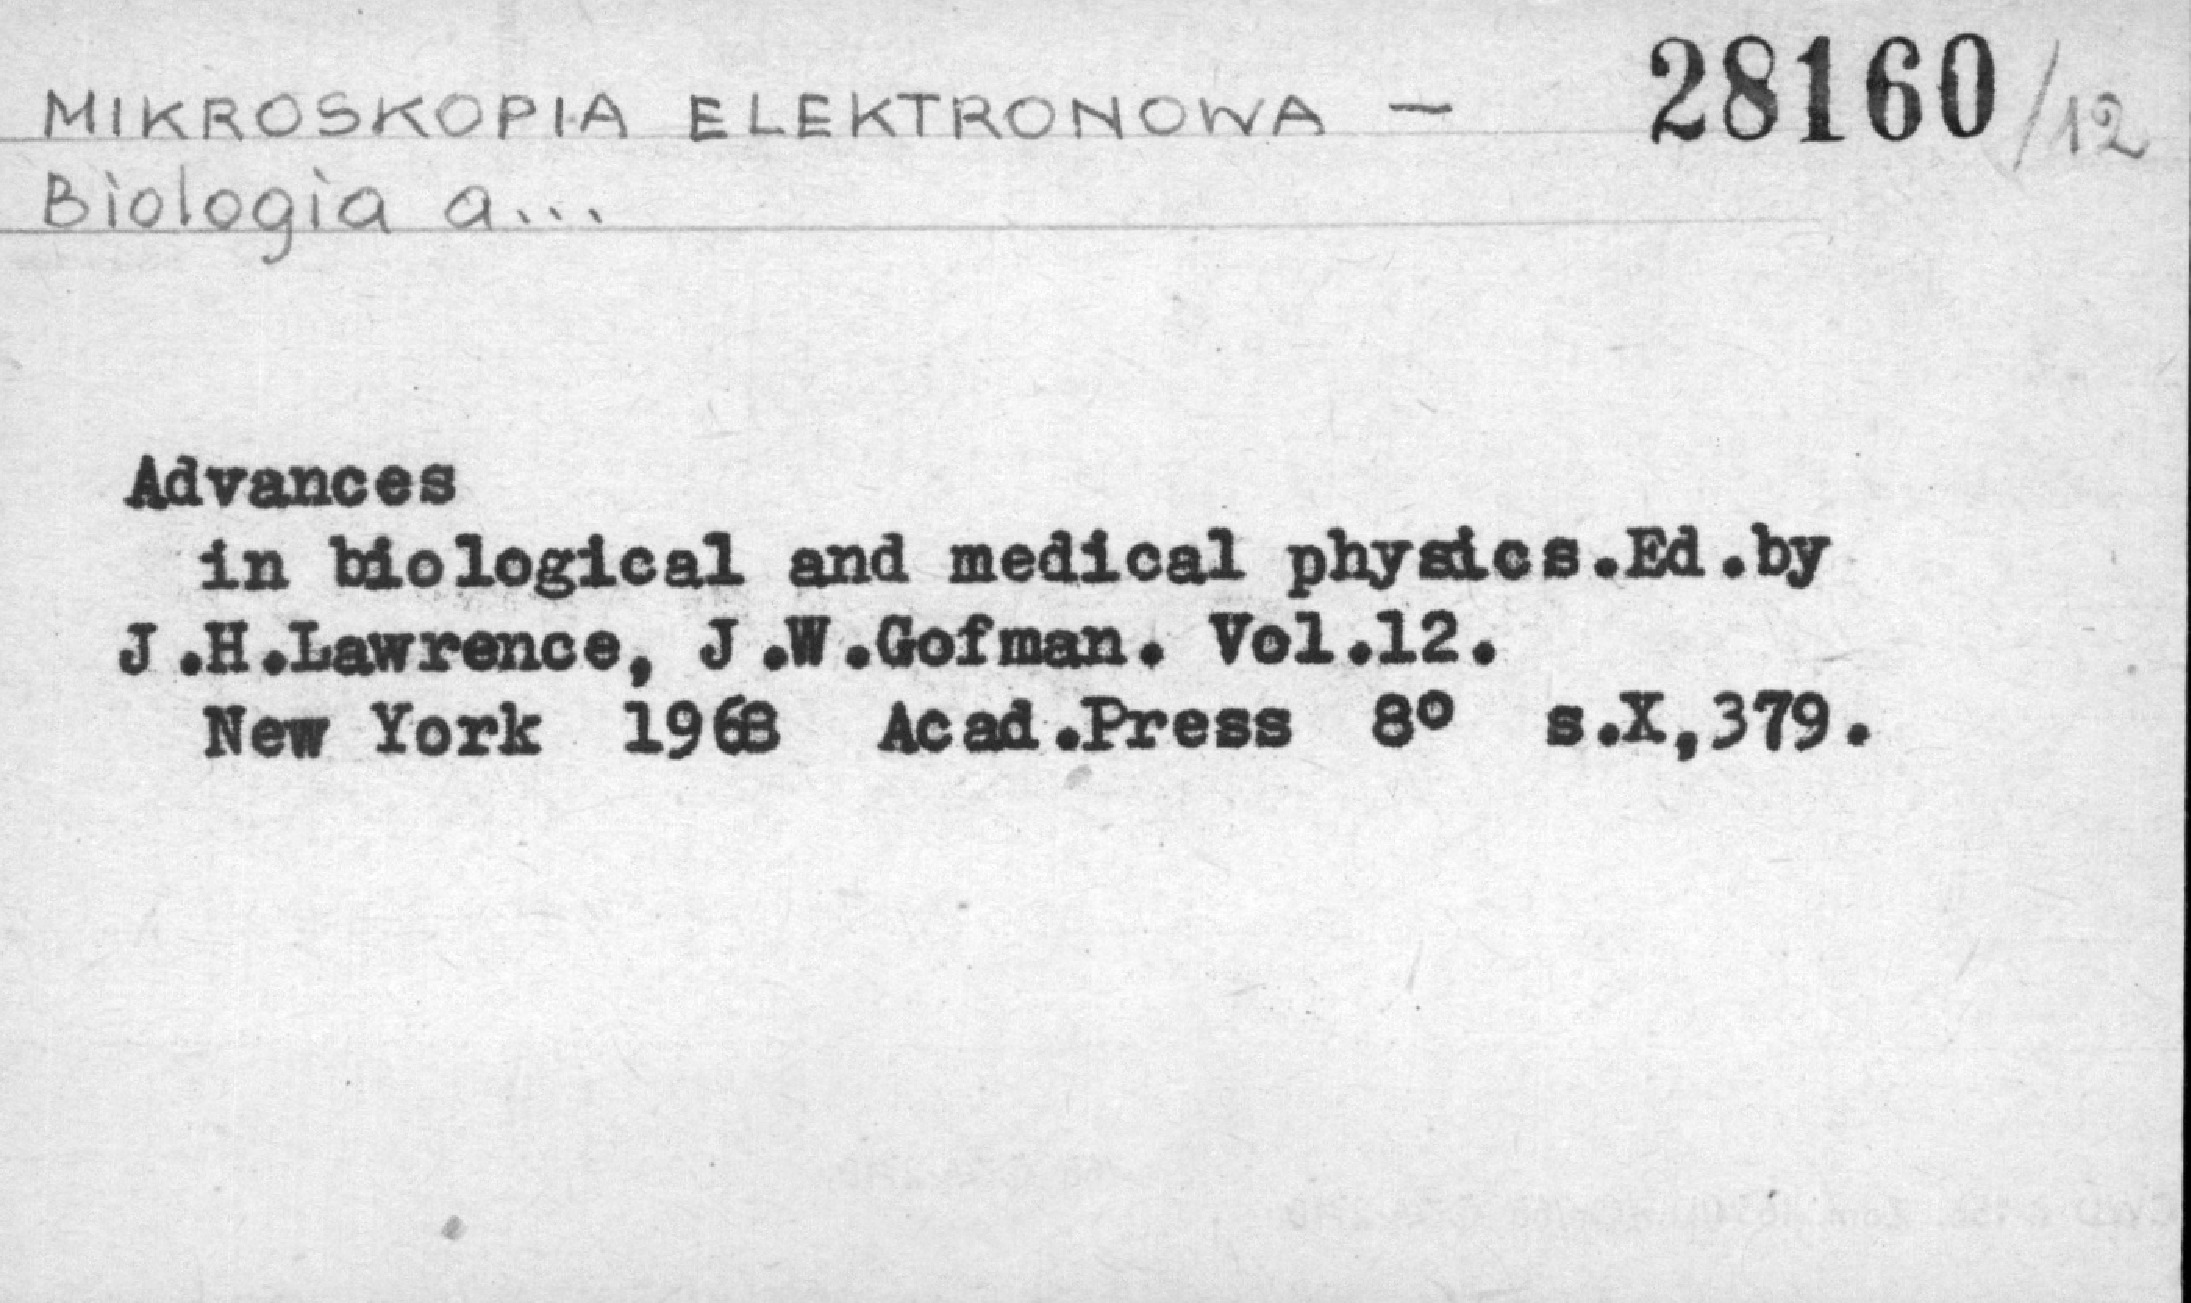 MIKROSKOPIA ELEKTRONOWA – 28160/12
Biologia a...
Advances
in biological and medical physics.Ed.by
J.H.Lawrence, J.W.Gofman. Vol.12.
New York 1968 Acad.Press 8° s.X,379.